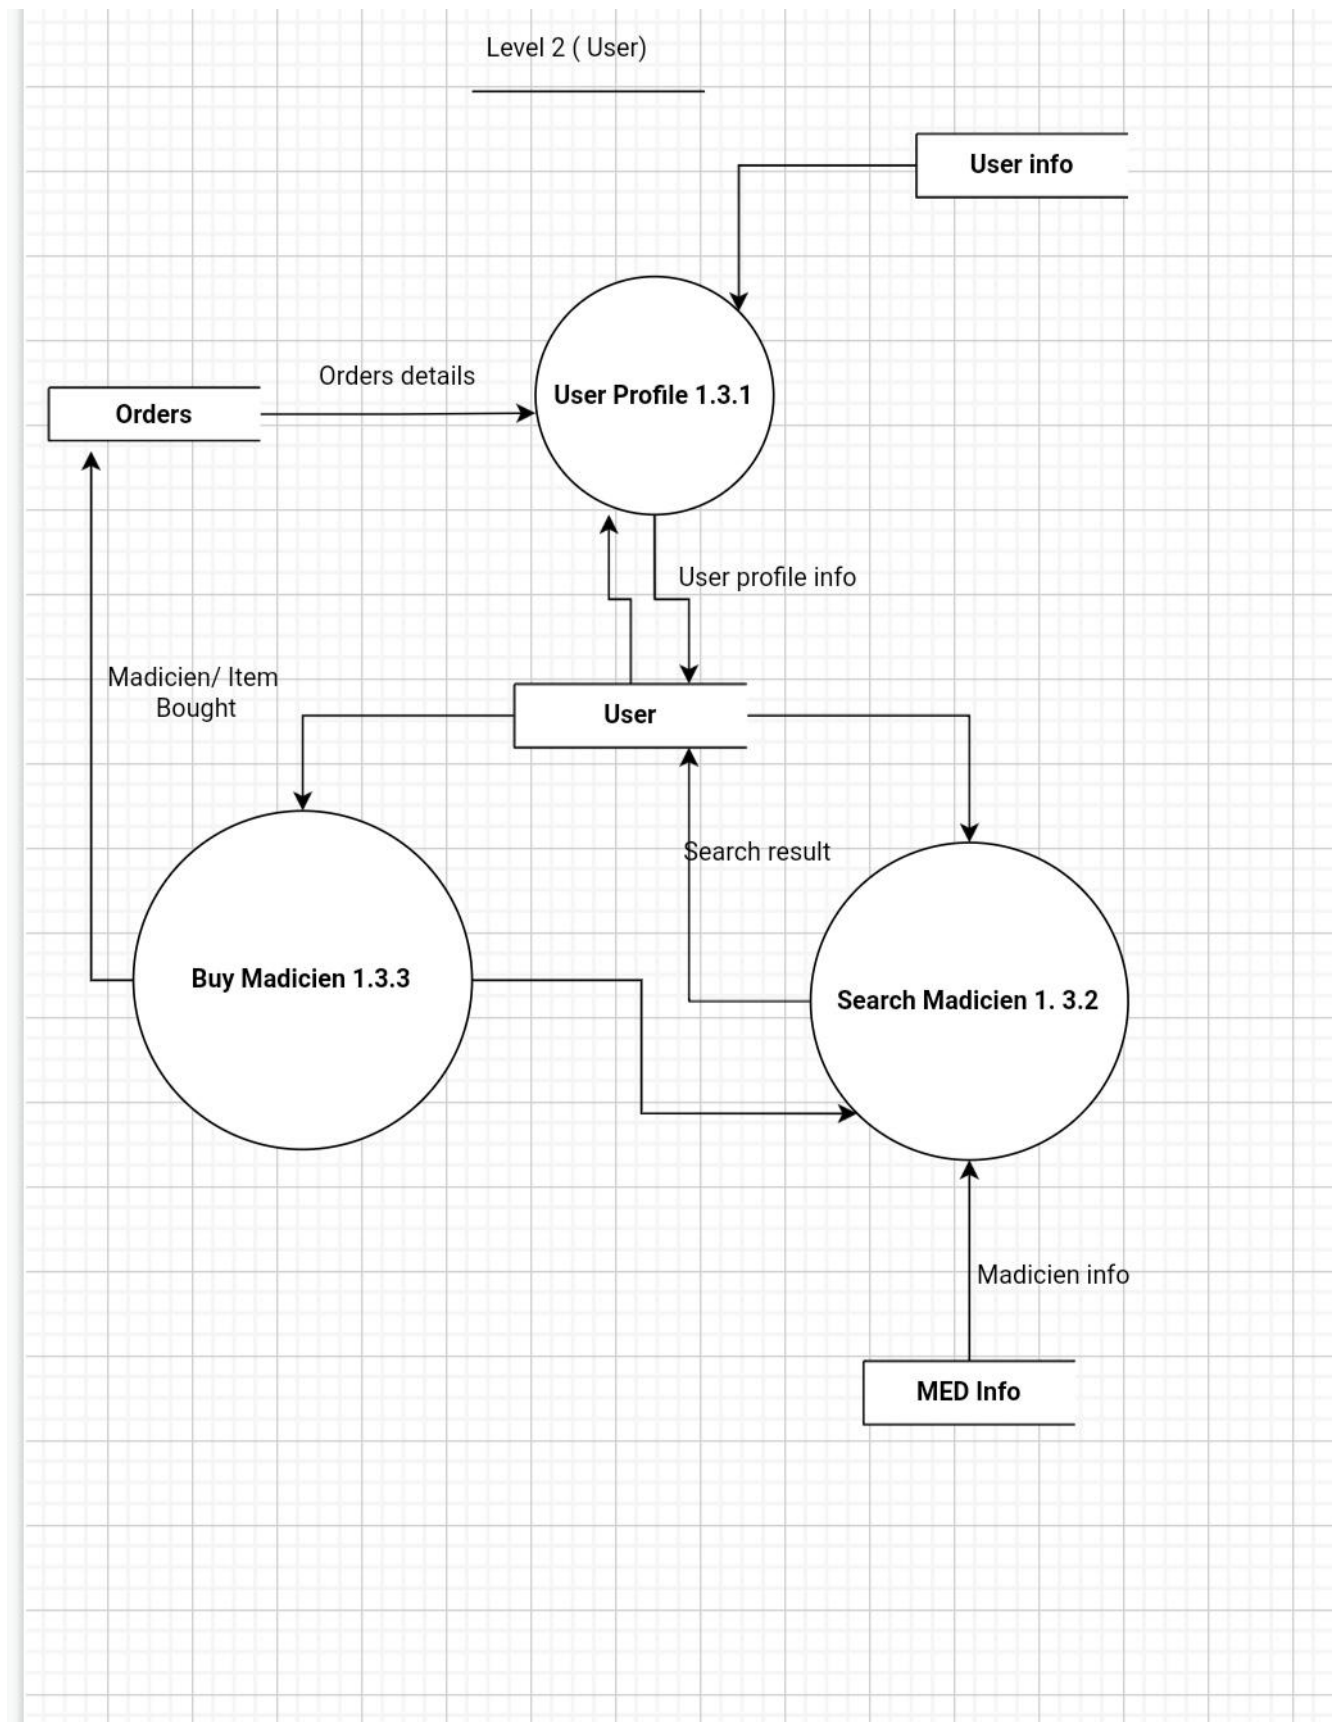 Level 2 ( User)
User info
Orders details
User Profile 1.3.1
Orders
User profile info
Madicien/ Item
Bought
User
Search result
Buy Madicien 1.3.3
Search Madicien 1. 3.2
Madicien info
MED Info